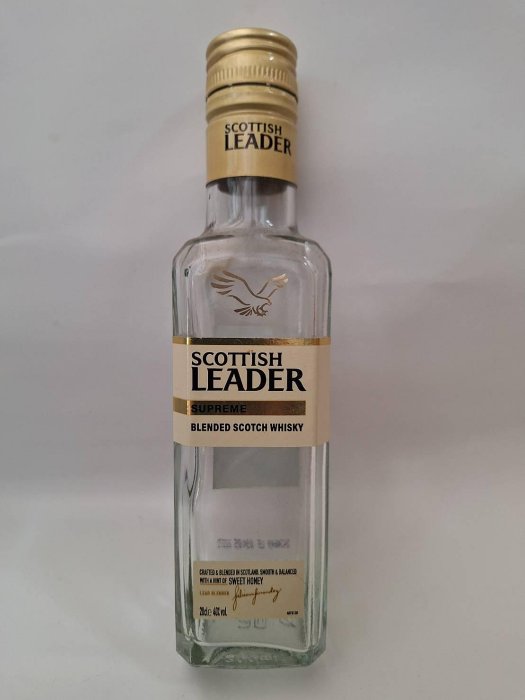 SCOTTISH
LEADER
SCOTTISH
LEADER
SUPREME
BLENDED SCOTCH WHISKY
CRAFTED & BLENDED IN SCOTLAND. SMOOTH & BALANCED
WITH A HINT OF SWEET HONEY
LEAD BLENDER
20cl e 40% vol.